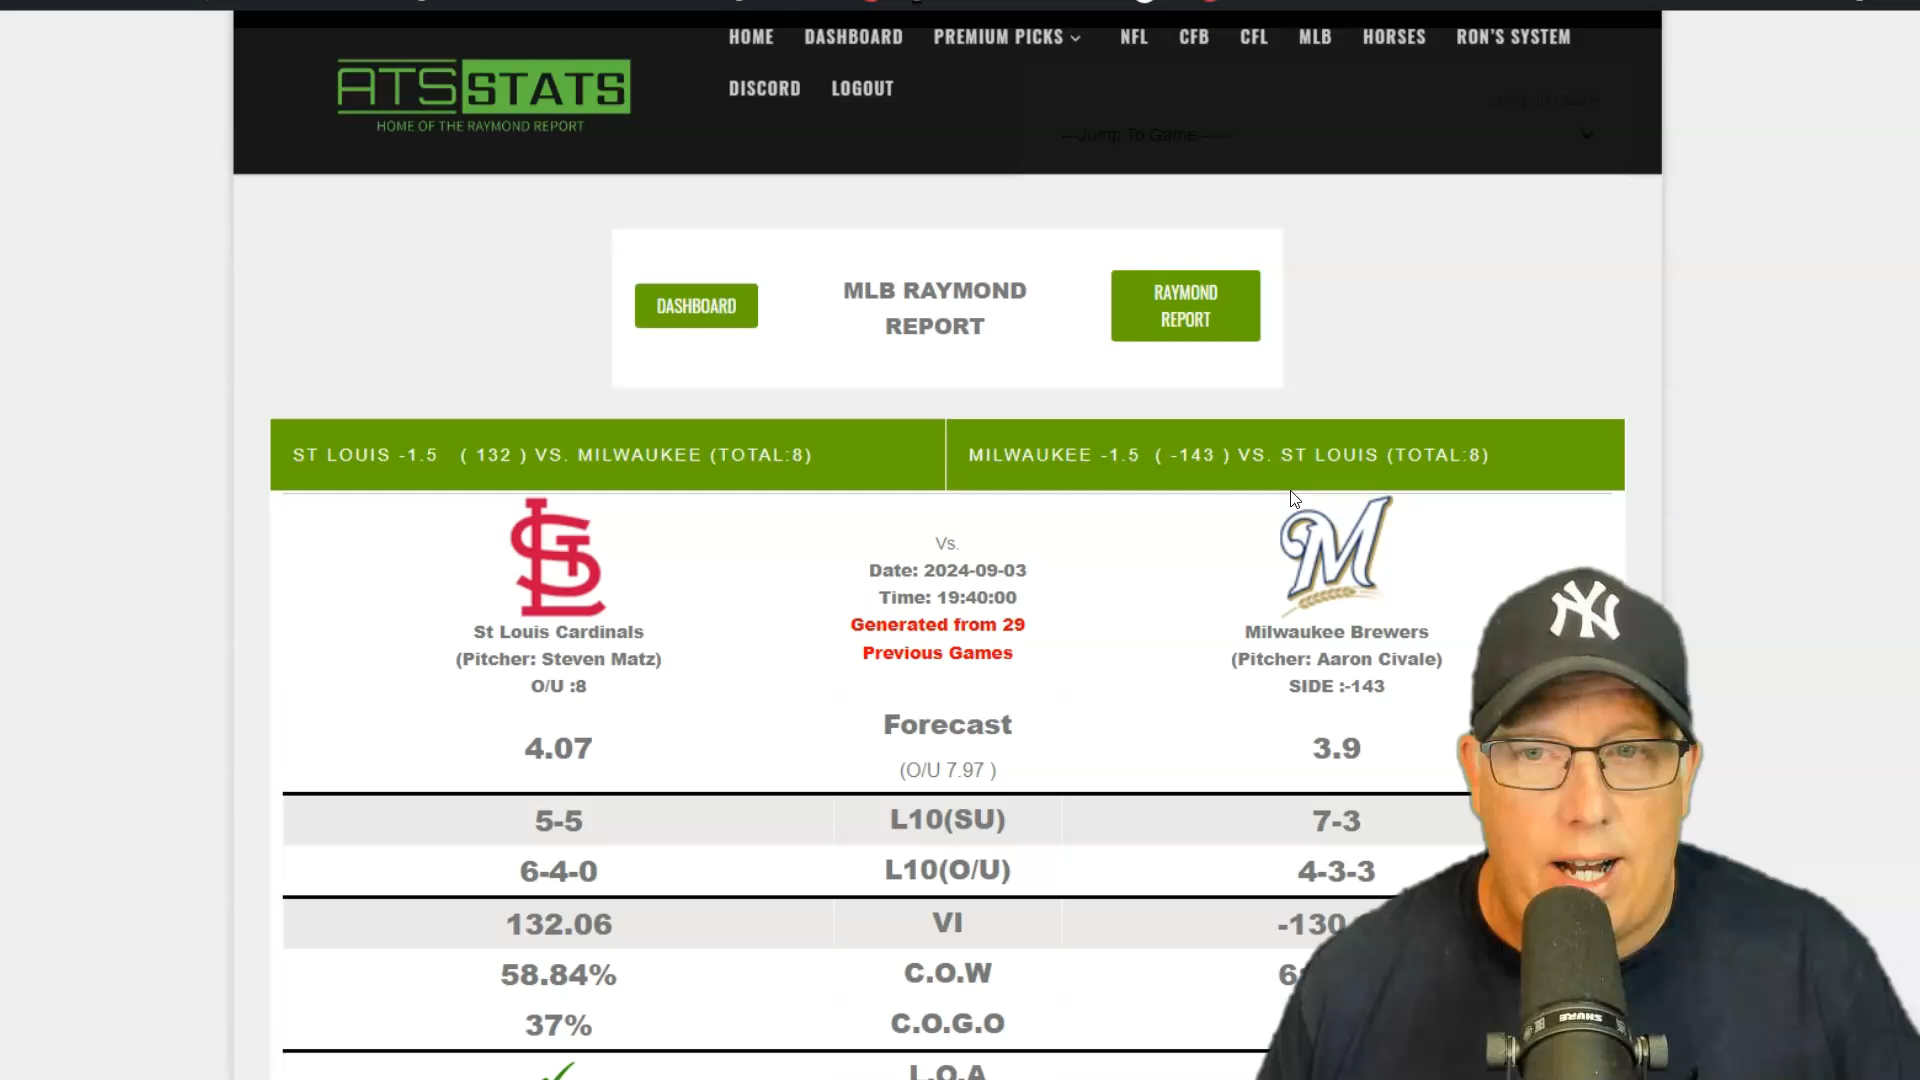 HOME DASHBOARD PREMIUM PICKS NFL CFB CFL MLB HORSES RON'S SYSTEM
DISCORD LOGOUT
ATS STATS
HOME OF THE RAYMOND REPORT
---Jump To Game------
DASHBOARD
MLB RAYMOND
REPORT
RAYMOND
REPORT
ST LOUIS -1.5 ( 132 ) VS. MILWAUKEE (TOTAL:8)
MILWAUKEE -1.5 ( -143 ) VS. ST LOUIS (TOTAL:8)
Vs.
Date: 2024-09-03
Time: 19:40:00
Generated from 29
Previous Games
St Louis Cardinals
(Pitcher: Steven Matz)
O/U :8
Milwaukee Brewers
(Pitcher: Aaron Civale)
SIDE :-143
4.07 Forecast 3.9
(O/U 7.97 )
5-5 L10(SU) 7-3
6-4-0 L10(O/U) 4-3-3
132.06 VI -130
58.84% C.O.W 6
37% C.O.G.O
L.O.A
NY
SHURE